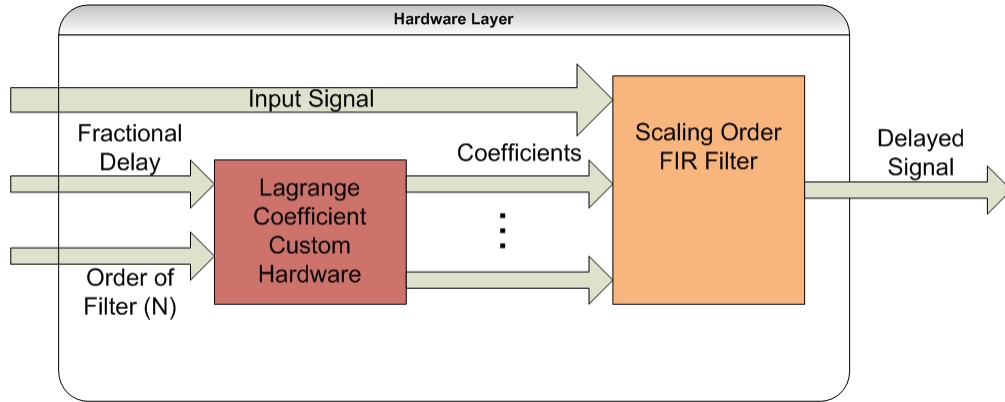 Hardware Layer
Input Signal
Fractional
Delay
Coefficients
Scaling Order
FIR Filter
Delayed
Signal
Lagrange
Coefficient
Custom
Hardware
Order of
Filter (N)